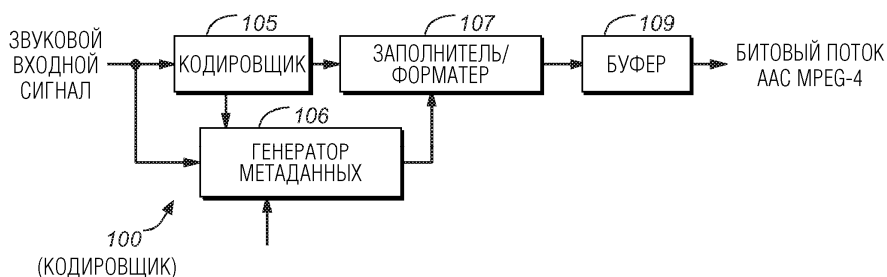 ЗВУКОВОЙ
ВХОДНОЙ
СИГНАЛ
105
КОДИРОВЩИК
107
ЗАПОЛНИТЕЛЬ/
ФОРМАТЕР
109
БУФЕР
БИТОВЫЙ ПОТОК
AAC MPEG-4
106
ГЕНЕРАТОР
МЕТАДАННЫХ
100
(КОДИРОВЩИК)